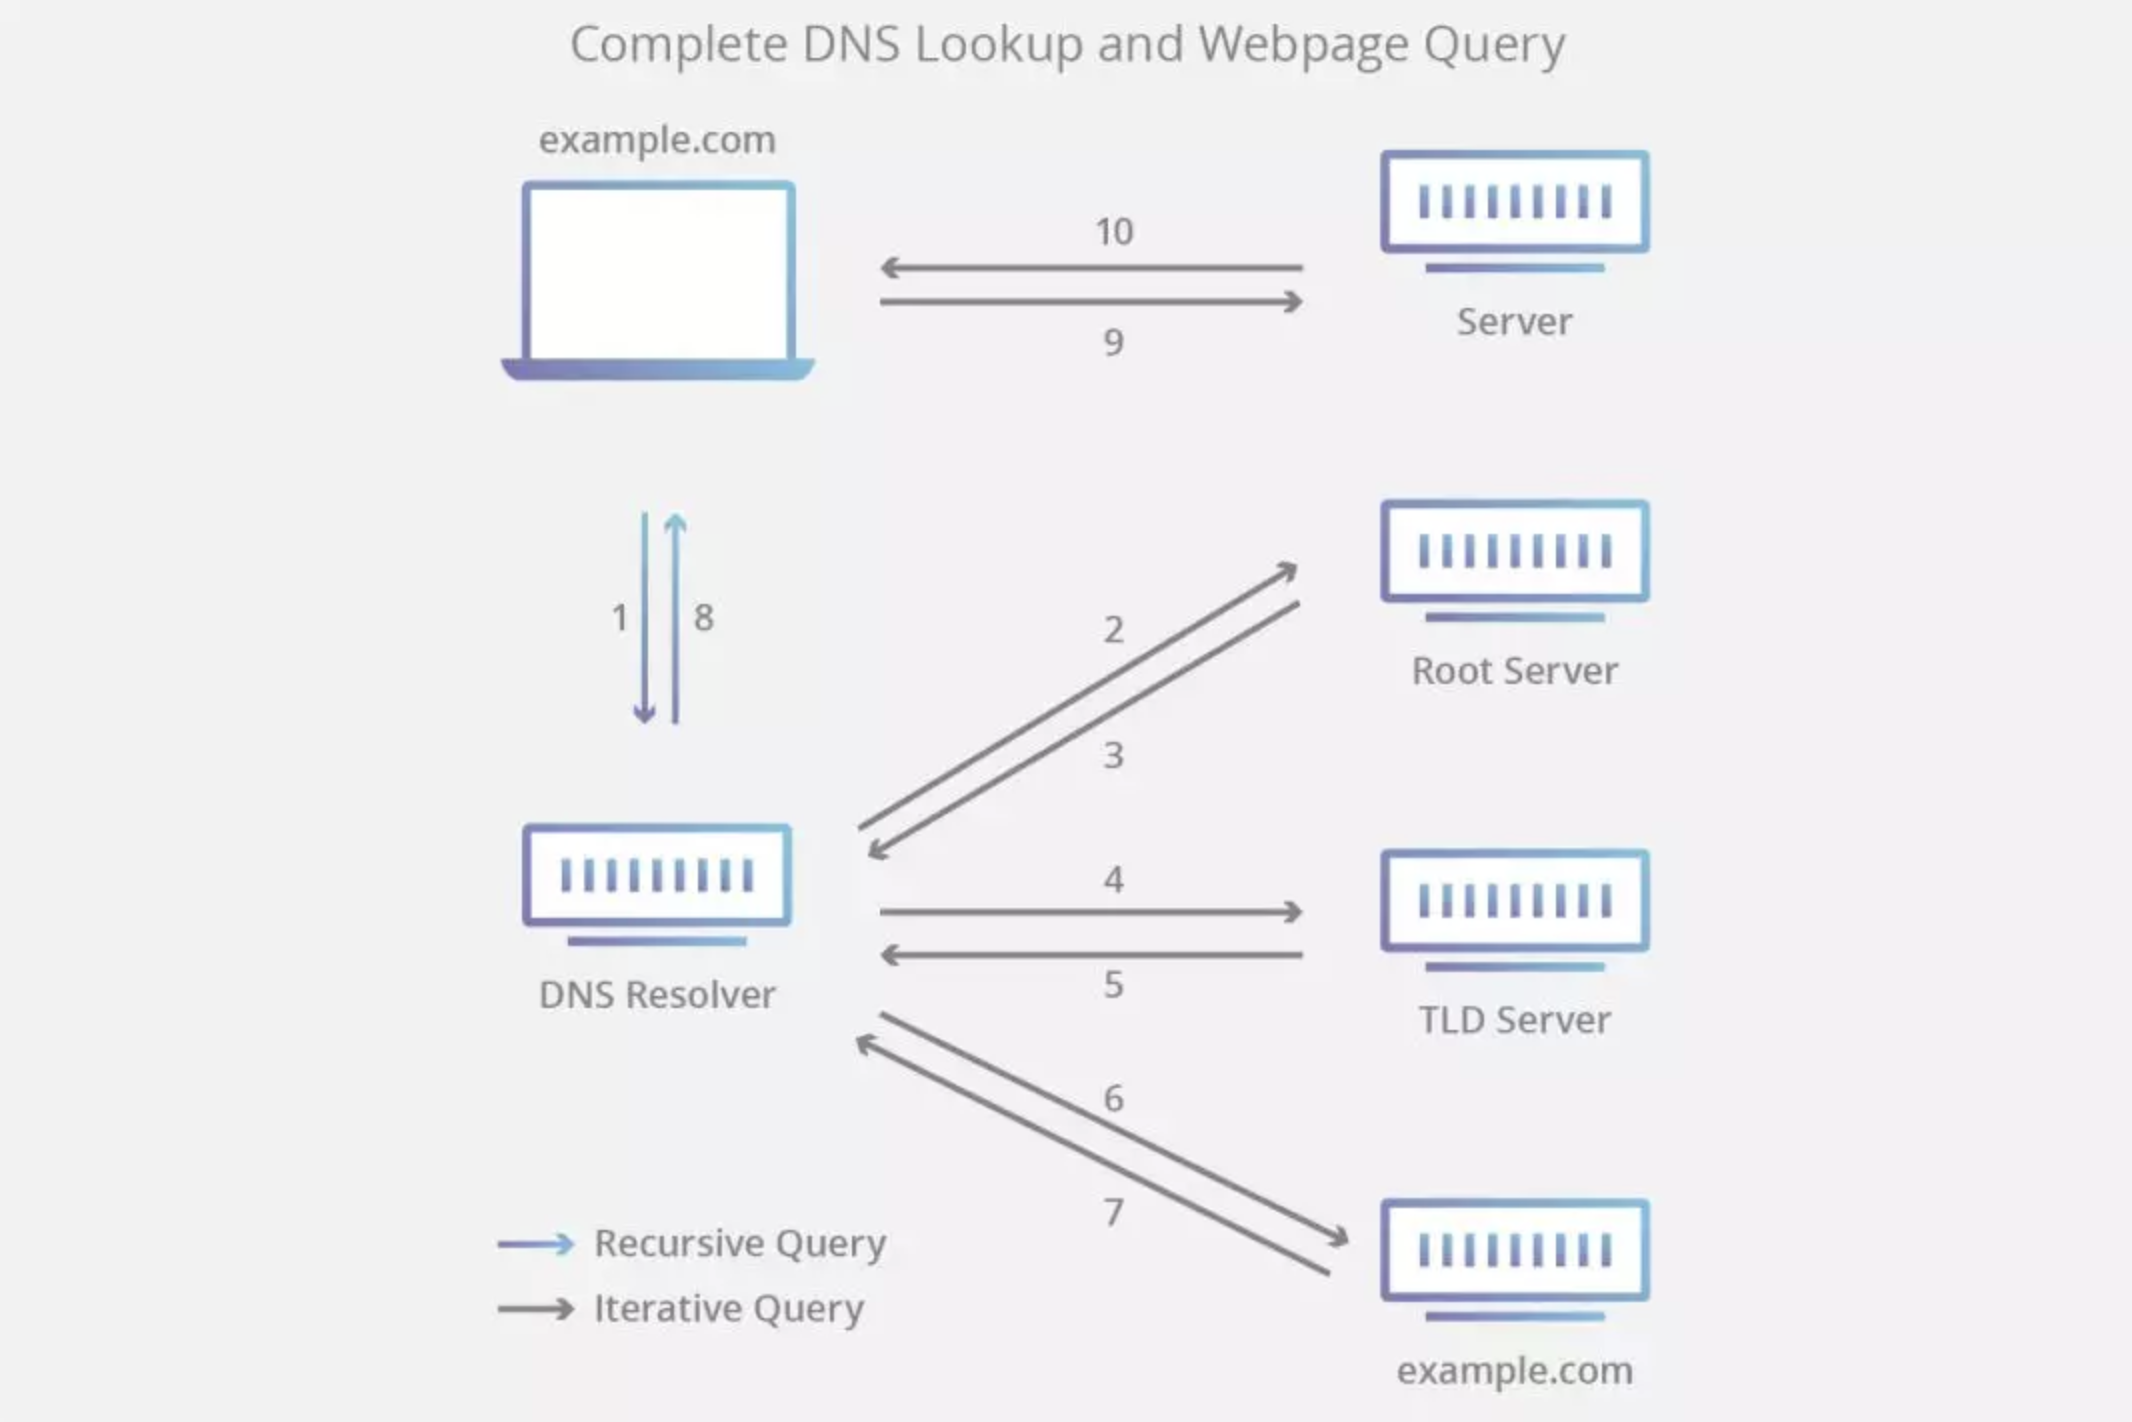 Complete DNS Lookup and Webpage Query
example.com
10
9
Server
1
8
2
3
Root Server
DNS Resolver
4
5
TLD Server
6
7
Recursive Query
Iterative Query
example.com